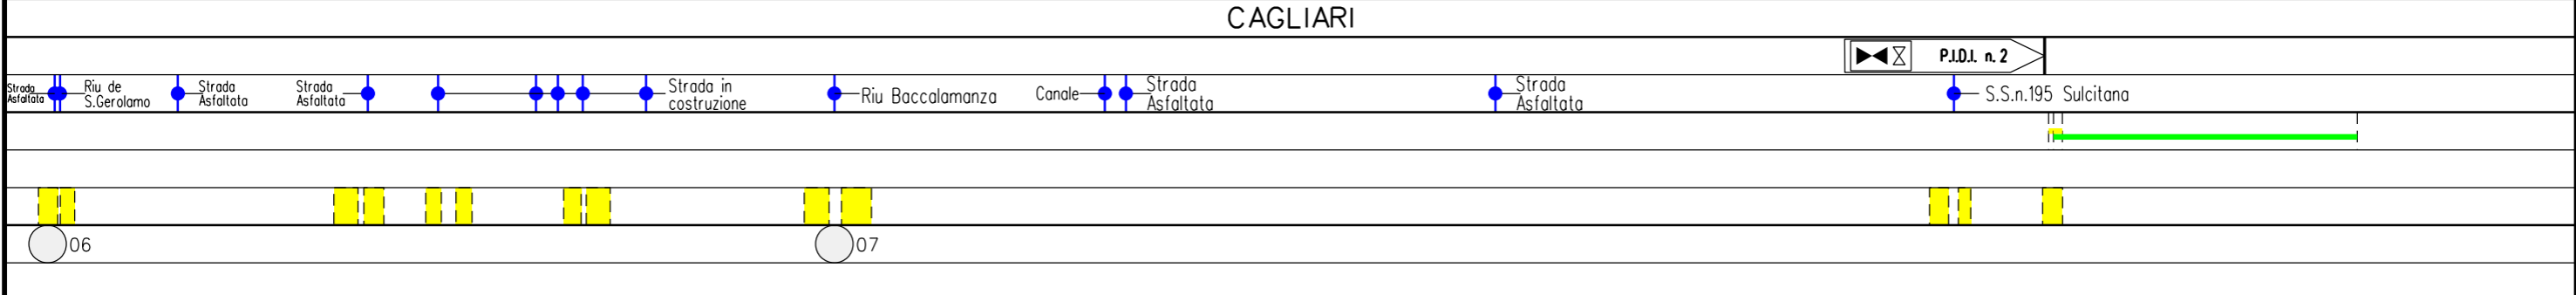 CAGLIARI
P.I.D.I. n. 2
Strada
Asfaltata
Riu de
S.Gerolamo
Strada
Asfaltata
Strada
Asfaltata
Strada in
costruzione
Riu Baccalamanza
Canale
Strada
Asfaltata
Strada
Asfaltata
S.S.n.195 Sulcitana
06
07